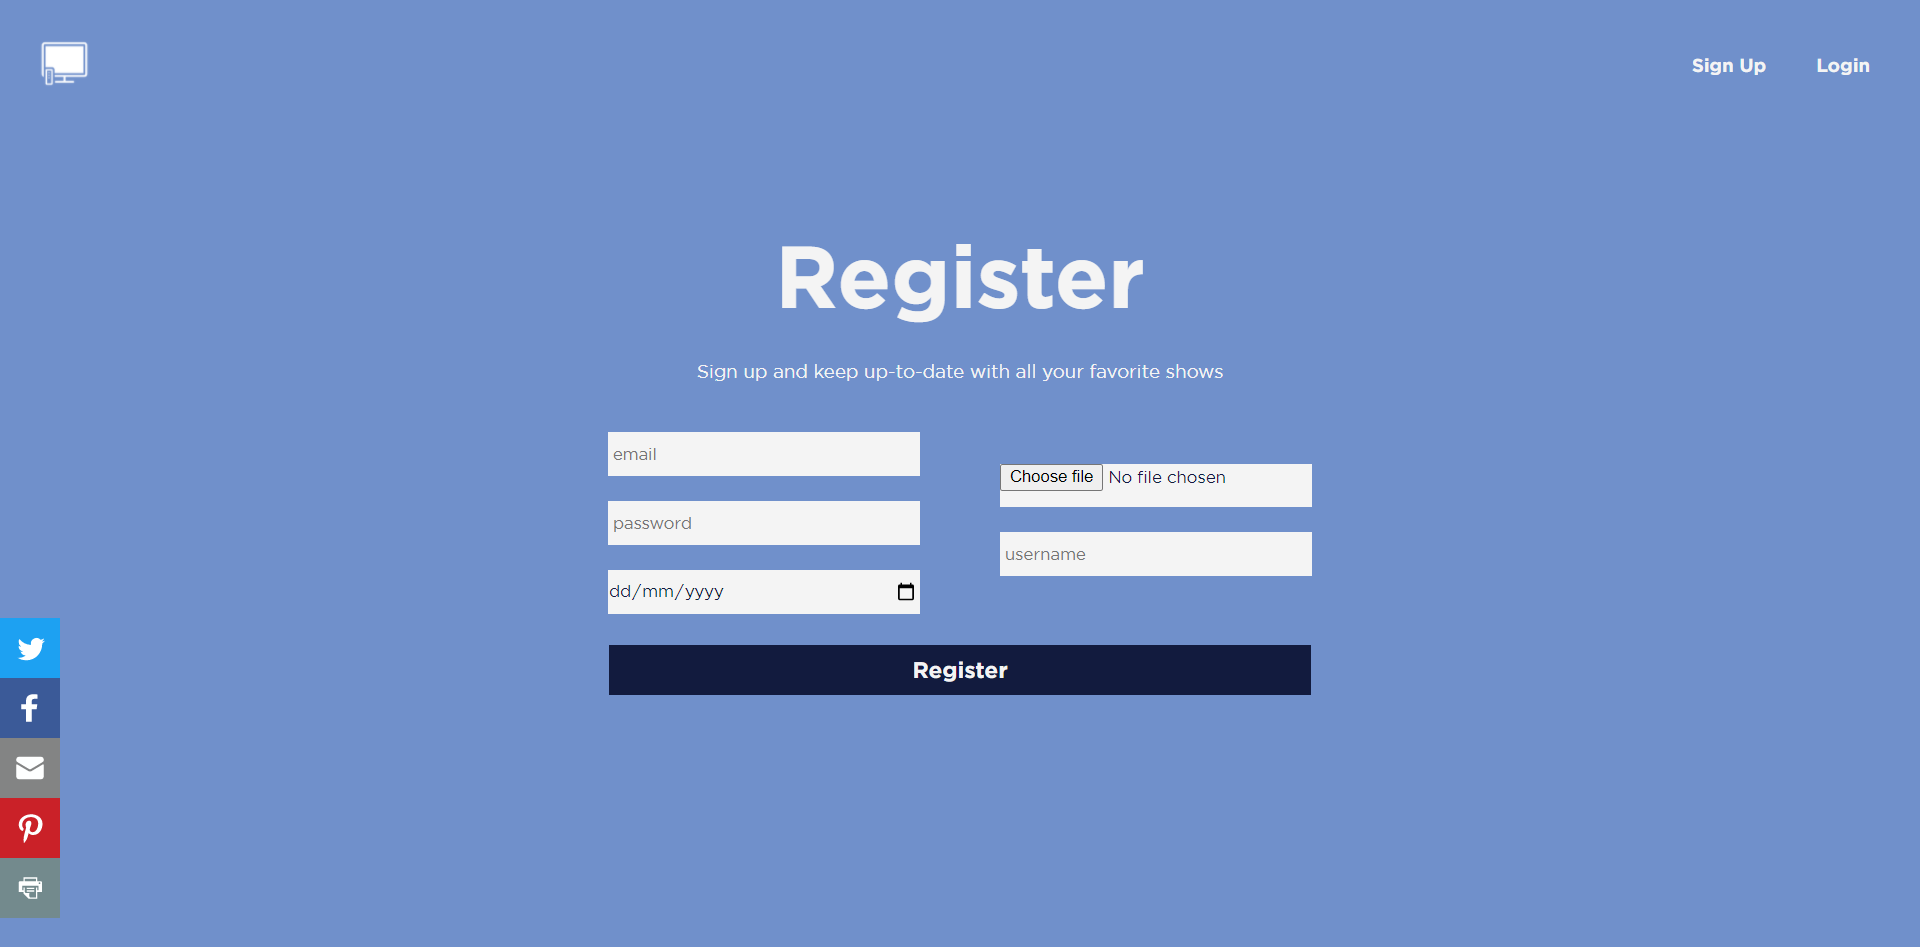 Sign Up
Login
Register
Sign up and keep up-to-date with all your favorite shows
email
password
dd/mm/yyyy
Choose file No file chosen
username
Register